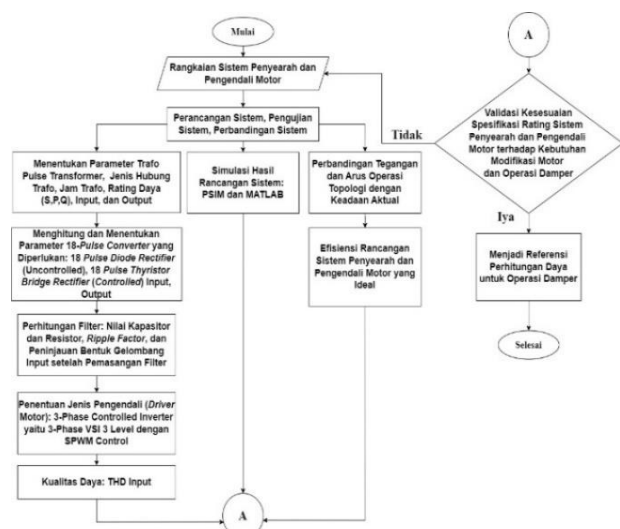 Mulai
Rangkaian Sistem Penyearah dan
Pengendali Motor
Perancangan Sistem, Pengujian
Sistem, Perbandingan Sistem
Menentukan Parameter Trafo
Pulse Transformer, Jenis Hubung
Trafo, Jam Trafo, Rating Daya
(S,P,Q), Input, dan Output
Menghitung dan Menentukan
Parameter 18-Pulse Converter yang
Diperlukan: 18 Pulse Diode Rectifier
(Uncontrolled), 18 Pulse Thyristor
Bridge Rectifier (Controlled) Input,
Output
Perhitungan Filter: Nilai Kapasitor
dan Resistor, Ripple Factor, dan
Peninjauan Bentuk Gelombang
Input setelah Pemasangan Filter
Penentuan Jenis Pengendali (Driver
Motor): 3-Phase Controlled Inverter
yaitu 3-Phase VSI 3 Level dengan
SPWM Control
Kualitas Daya: THD Input
Simulasi Hasil
Rancangan Sistem:
PSIM dan MATLAB
Perbandingan Tegangan
dan Arus Operasi
Topologi dengan
Keadaan Aktual
Efisiensi Rancangan
Sistem Penyearah dan
Pengendali Motor yang
Ideal
A
A
Validasi Kesesuaian
Spesifikasi Rating Sistem
Penyearah dan Pengendali
Motor terhadap Kebutuhan
Modifikasi Motor
dan Operasi Damper
Tidak
Iya
Menjadi Referensi
Perhitungan Daya
untuk Operasi Damper
Selesai